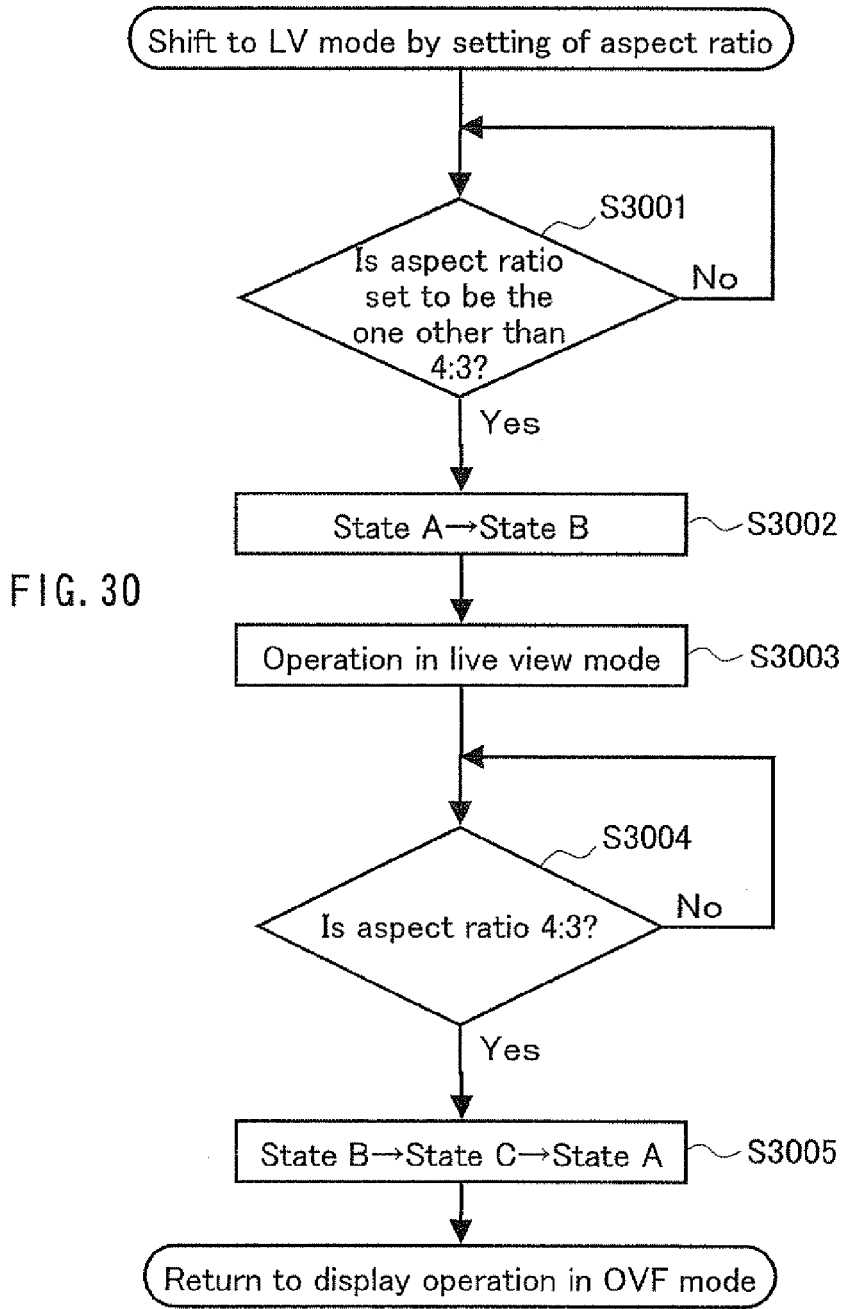 Shift to LV mode by setting of aspect ratio
S3001
Is aspect ratio
set to be the
one other than
4:3?
No
Yes
State A→State B
S3002
FIG. 30
Operation in live view mode
S3003
S3004
Is aspect ratio 4:3?
No
Yes
State B→State C→State A
S3005
Return to display operation in OVF mode